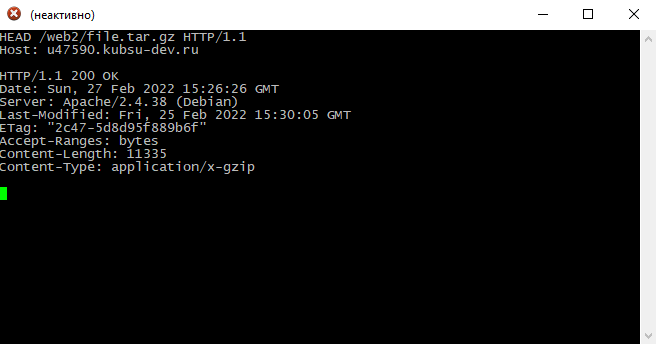 (неактивно)
HEAD /web2/file.tar.gz HTTP/1.1
Host: u47590.kubsu-dev.ru
HTTP/1.1 200 OK
Date: Sun, 27 Feb 2022 15:26:26 GMT
Server: Apache/2.4.38 (Debian)
Last-Modified: Fri, 25 Feb 2022 15:30:05 GMT
ETag: "2c47-5d8d95f889b6f"
Accept-Ranges: bytes
Content-Length: 11335
Content-Type: application/x-gzip